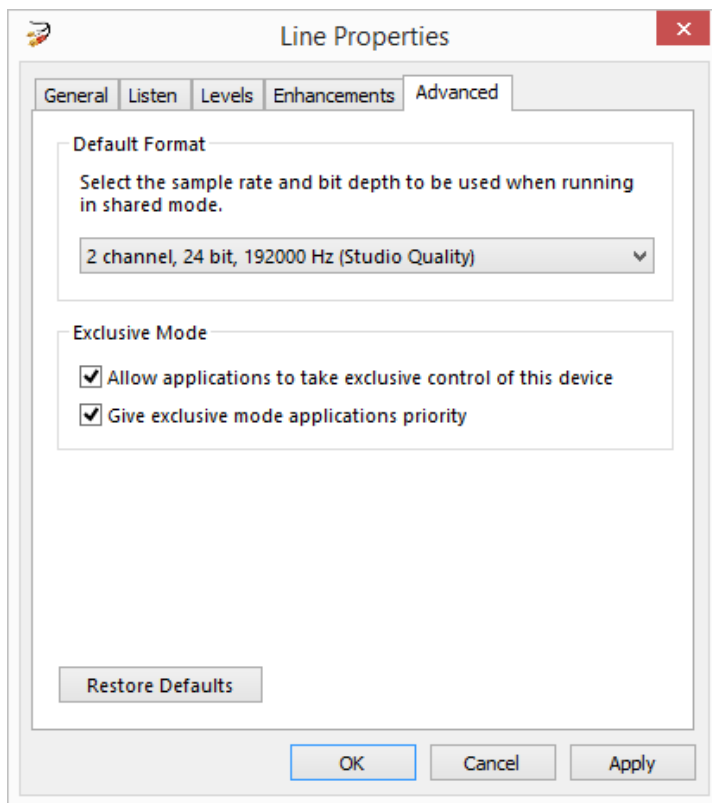 Line Properties
General Listen Levels Enhancements Advanced
Default Format
Select the sample rate and bit depth to be used when running
in shared mode.
2 channel, 24 bit, 192000 Hz (Studio Quality)
Exclusive Mode
Allow applications to take exclusive control of this device
Give exclusive mode applications priority
Restore Defaults
OK Cancel Apply